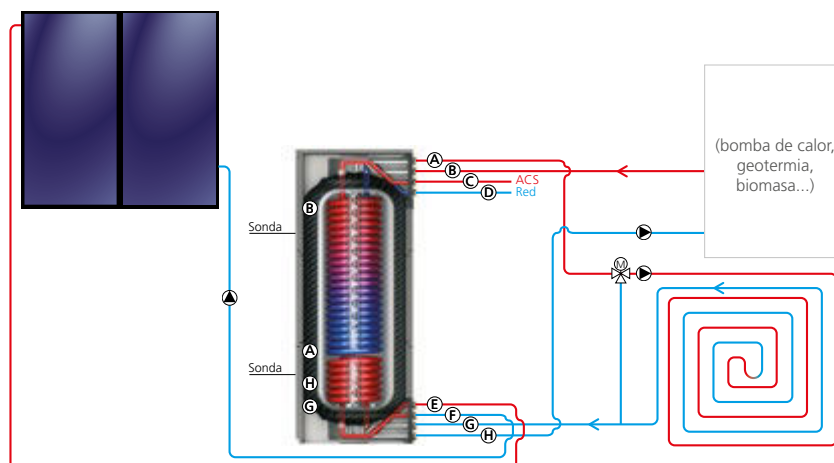 (bomba de calor,
geotermia,
biomasa...)
A
B
C
ACS
D
Red
B
Sonda
M
A
Sonda
H
G
E
F
G
H